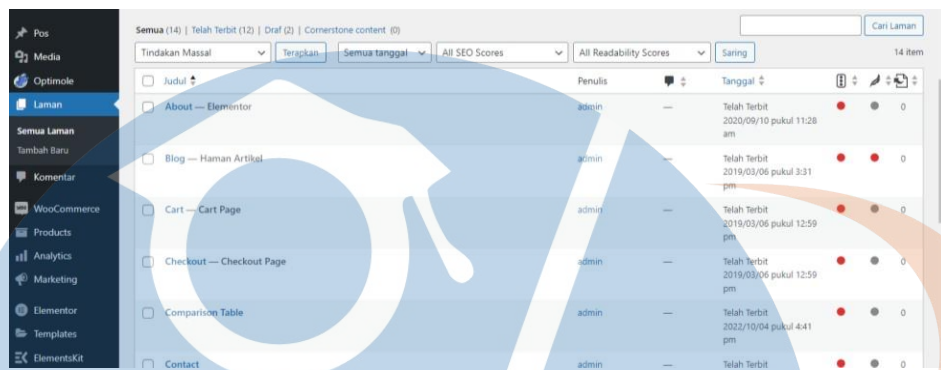 Pos
Media
Optimole
Laman
Semua Laman
Tambah Baru
Komentar
WooCommerce
Products
Analytics
Marketing
Elementor
Templates
ElementsKit
Cari Laman
Semua (14) | Telah Terbit (12) | Draf (2) | Cornerstone content (0)
Tindakan Massal Terapkan Semua tanggal All SEO Scores All Readability Scores Saring 14 item
Judul Penulis Tanggal
About — Elementor admin — Telah Terbit 0
2020/09/10 pukul 11:28
am
Blog — Haman Artikel admin — Telah Terbit 0
2019/03/06 pukul 3:31
pm
Cart — Cart Page admin — Telah Terbit 0
2019/03/06 pukul 12:59
pm
Checkout — Checkout Page admin — Telah Terbit 0
2019/03/06 pukul 12:59
pm
Comparison Table admin — Telah Terbit 0
2022/10/04 pukul 4:41
pm
Contact admin — Telah Terbit 0